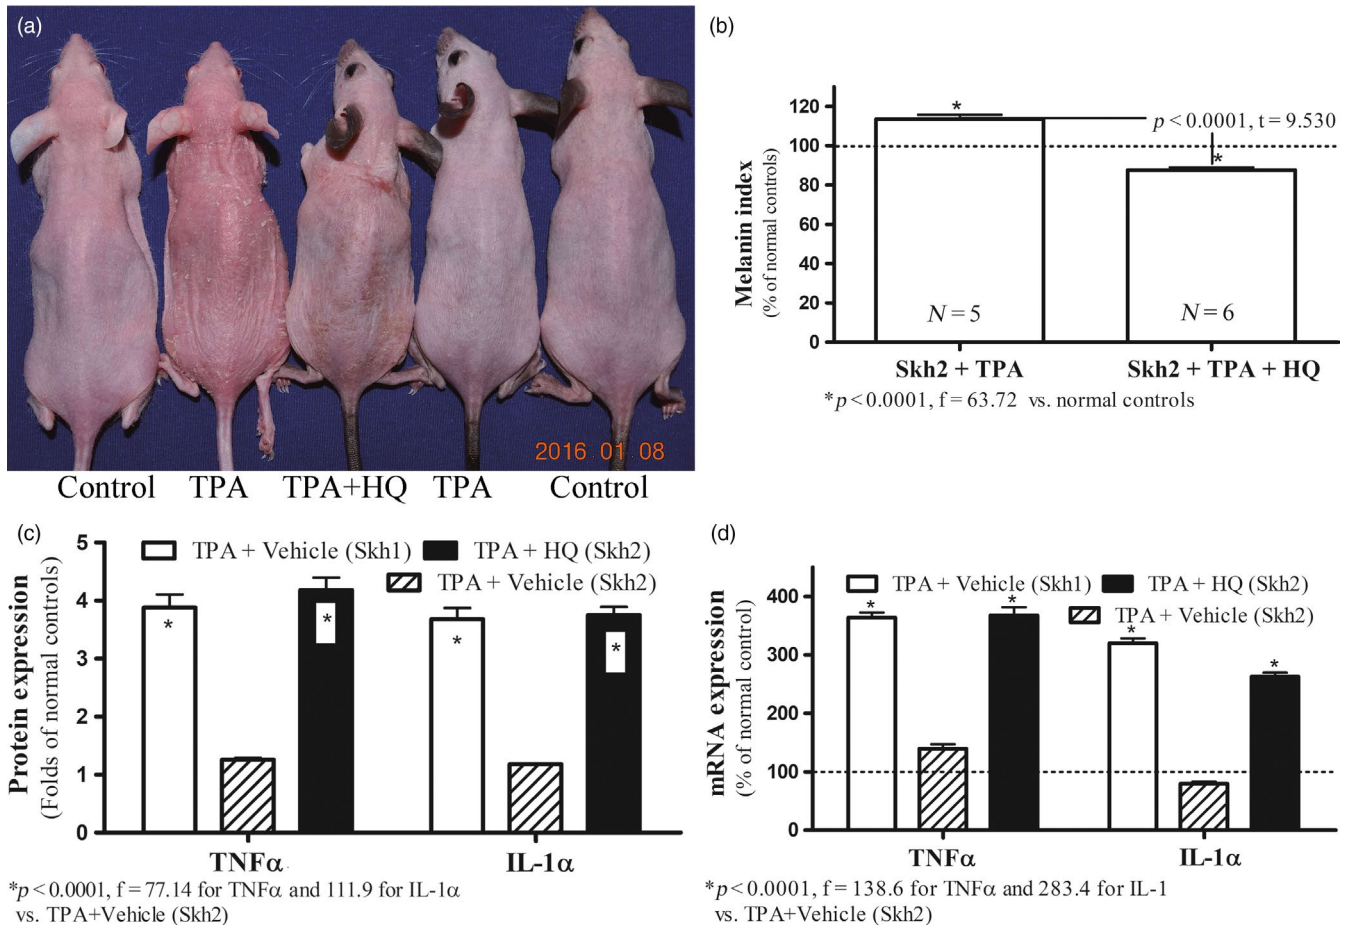 (a)
2016 01 08
Control TPA TPA+HQ TPA Control
(b)
Melanin index
(% of normal controls)
120
100
80
60
40
20
0
*
p < 0.0001, t = 9.530
*
N = 5
N = 6
Skh2 + TPA Skh2 + TPA + HQ
*p < 0.0001, f = 63.72 vs. normal controls
(c)
Protein expression
(Folds of normal controls)
5
4
3
2
1
0
TPA + Vehicle (Skh1) TPA + HQ (Skh2)
TPA + Vehicle (Skh2)
* * * *
TNFα IL-1α
*p < 0.0001, f = 77.14 for TNFα and 111.9 for IL-1α
vs. TPA+Vehicle (Skh2)
(d)
mRNA expression
(% of normal control)
400
300
200
100
0
TPA + Vehicle (Skh1) TPA + HQ (Skh2)
TPA + Vehicle (Skh2)
* * * *
TNFα IL-1α
*p < 0.0001, f = 138.6 for TNFα and 283.4 for IL-1
vs. TPA+Vehicle (Skh2)